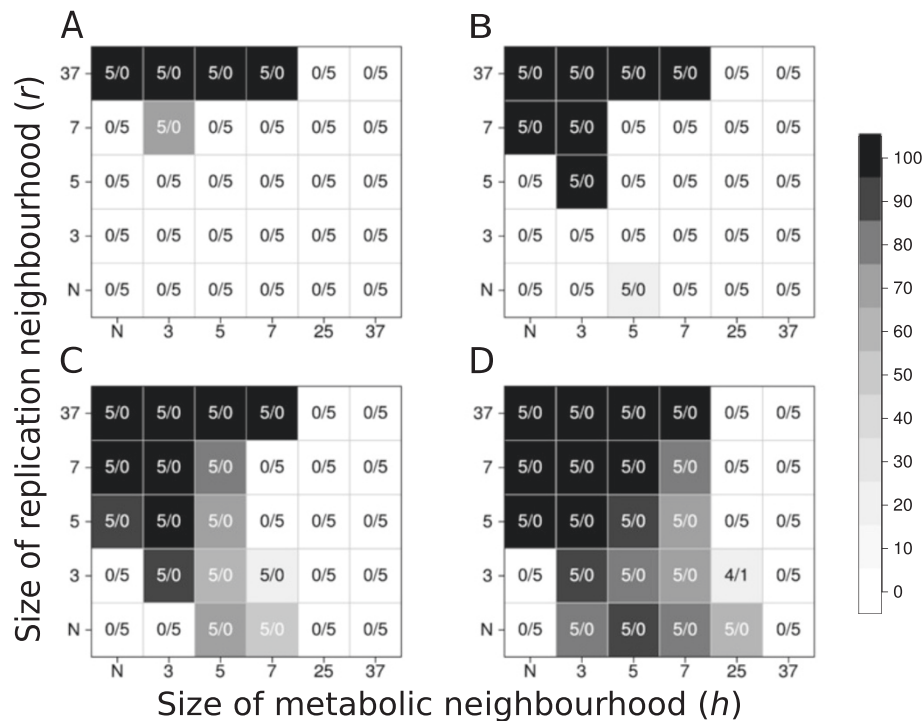 A
B
Size of replication neighbourhood (r)
37 5/0 5/0 5/0 5/0 0/5 0/5
7 0/5 5/0 0/5 0/5 0/5 0/5
5 0/5 0/5 0/5 0/5 0/5 0/5
3 0/5 0/5 0/5 0/5 0/5 0/5
N 0/5 0/5 0/5 0/5 0/5 0/5
N 3 5 7 25 37
37 5/0 5/0 5/0 5/0 0/5 0/5
7 5/0 5/0 0/5 0/5 0/5 0/5
5 0/5 5/0 0/5 0/5 0/5 0/5
3 0/5 0/5 0/5 0/5 0/5 0/5
N 0/5 0/5 5/0 0/5 0/5 0/5
N 3 5 7 25 37
C
37 5/0 5/0 5/0 5/0 0/5 0/5
7 5/0 5/0 5/0 0/5 0/5 0/5
5 5/0 5/0 5/0 0/5 0/5 0/5
3 0/5 5/0 5/0 5/0 0/5 0/5
N 0/5 0/5 5/0 5/0 0/5 0/5
N 3 5 7 25 37
D
37 5/0 5/0 5/0 5/0 0/5 0/5
7 5/0 5/0 5/0 5/0 0/5 0/5
5 5/0 5/0 5/0 5/0 0/5 0/5
3 0/5 5/0 5/0 5/0 4/1 0/5
N 0/5 5/0 5/0 5/0 5/0 0/5
N 3 5 7 25 37
100
90
80
70
60
50
40
30
20
10
0
Size of metabolic neighbourhood (h)